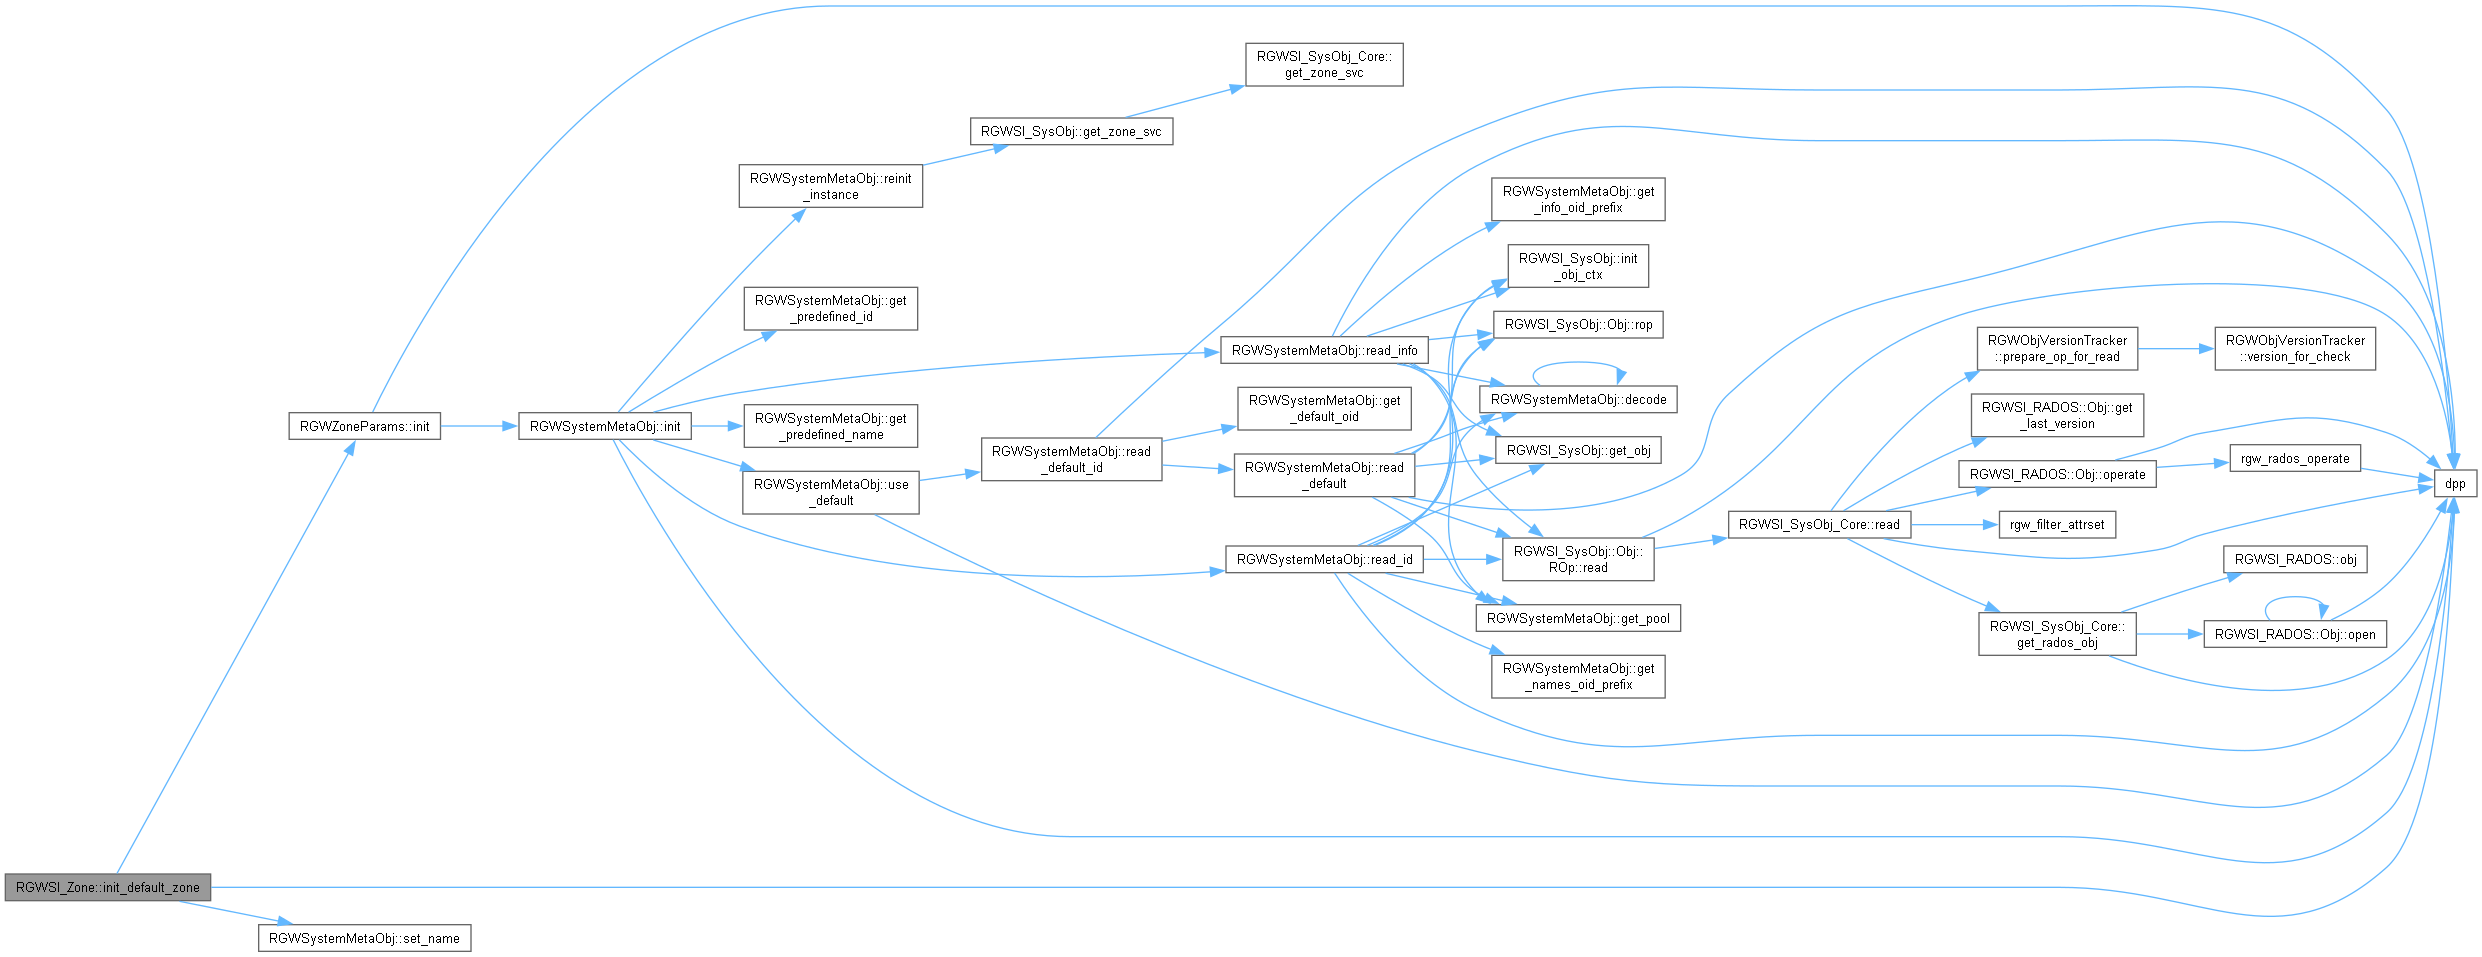 RGWSI_SysObj_Core::
get_zone_svc
RGWSI_SysObj::get_zone_svc
RGWSystemMetaObj::reinit
_instance
RGWSystemMetaObj::get
_info_oid_prefix
RGWSI_SysObj::init
_obj_ctx
RGWSystemMetaObj::get
_predefined_id
RGWSI_SysObj::Obj::rop
RGWSystemMetaObj::read_info
RGWObjVersionTracker
::prepare_op_for_read
RGWObjVersionTracker
::version_for_check
RGWSystemMetaObj::decode
RGWSystemMetaObj::get
_default_oid
RGWSI_RADOS::Obj::get
_last_version
RGWZoneParams::init
RGWSystemMetaObj::init
RGWSystemMetaObj::get
_predefined_name
RGWSI_SysObj::get_obj
RGWSystemMetaObj::read
_default_id
RGWSystemMetaObj::read
_default
RGWSI_RADOS::Obj::operate
rgw_rados_operate
dpp
RGWSystemMetaObj::use
_default
RGWSI_SysObj_Core::read
rgw_filter_attrset
RGWSystemMetaObj::read_id
RGWSI_SysObj::Obj::
ROp::read
RGWSI_RADOS::obj
RGWSystemMetaObj::get_pool
RGWSI_SysObj_Core::
get_rados_obj
RGWSI_RADOS::Obj::open
RGWSystemMetaObj::get
_names_oid_prefix
RGWSI_Zone::init_default_zone
RGWSystemMetaObj::set_name